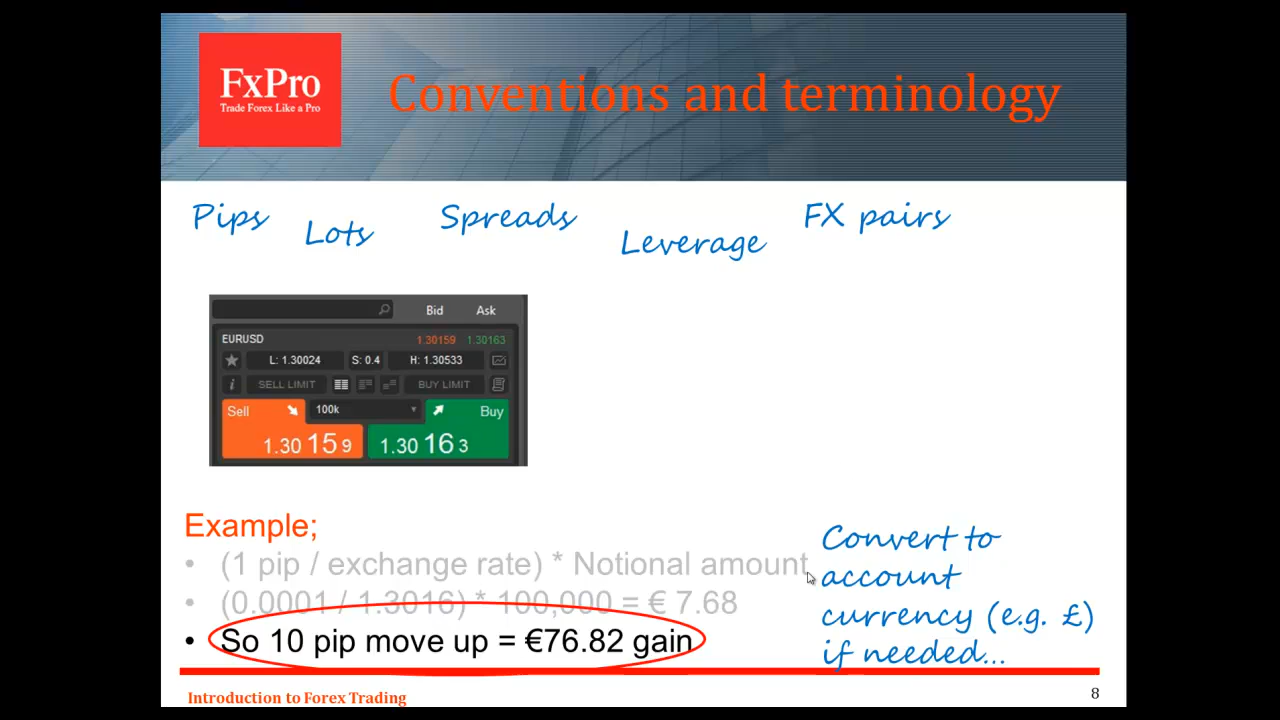 FxPro
Trade Forex Like a Pro
Conventions and terminology
Pips
Lots
Spreads
Leverage
FX pairs
Bid Ask
EURUSD 1.30159 1.30163
L: 1.30024 S: 0.4 H: 1.30533
i SELL LIMIT BUY LIMIT
Sell 100k Buy
1.30 15 9 1.30 16 3
Example;
• (1 pip / exchange rate) * Notional amount
• (0.0001 / 1.3016) * 100,000 = € 7.68
• So 10 pip move up = €76.82 gain
Convert to
account
currency (e.g. £)
if needed...
Introduction to Forex Trading
8